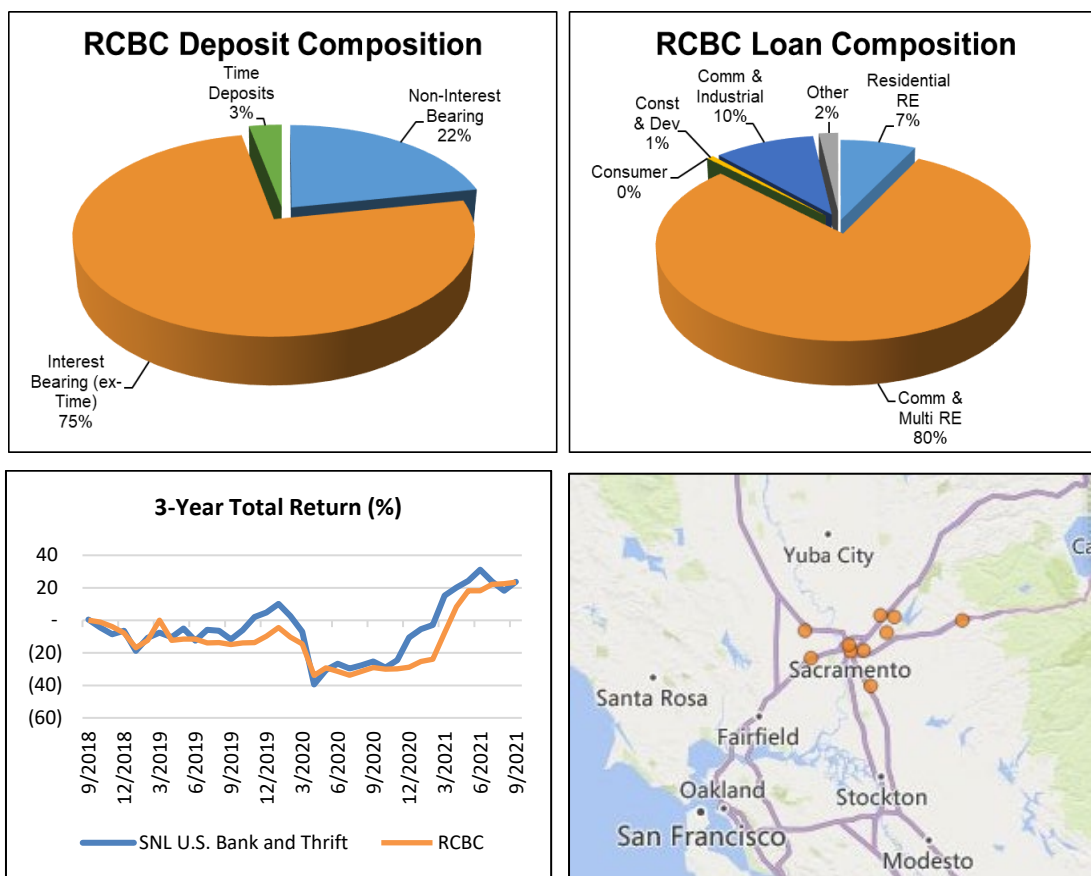 RCBC Deposit Composition
Time
Deposits
3%
Non-Interest
Bearing
22%
Interest
Bearing (ex-
Time)
75%
RCBC Loan Composition
Comm &
Industrial
10%
Other
2%
Residential
RE
7%
Const
& Dev
1%
Consumer
0%
Comm &
Multi RE
80%
3-Year Total Return (%)
40
20
-
(20)
(40)
(60)
9/2018
12/2018
3/2019
6/2019
9/2019
12/2019
3/2020
6/2020
9/2020
12/2020
3/2021
6/2021
9/2021
SNL U.S. Bank and Thrift
RCBC
Yuba City
Ca
Sacramento
Santa Rosa
Fairfield
Oakland
Stockton
San Francisco
Modesto